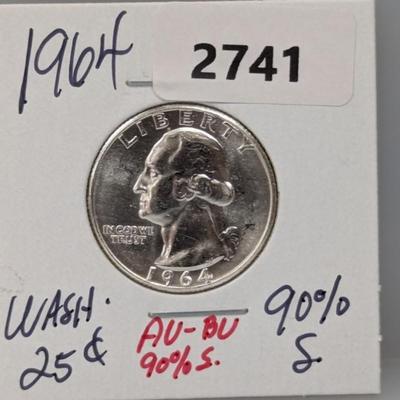 1964
2741
LIBERTY
IN GOD WE
TRUST
1964
WASH.
25¢
AU-BU
90% S.
90%
S.